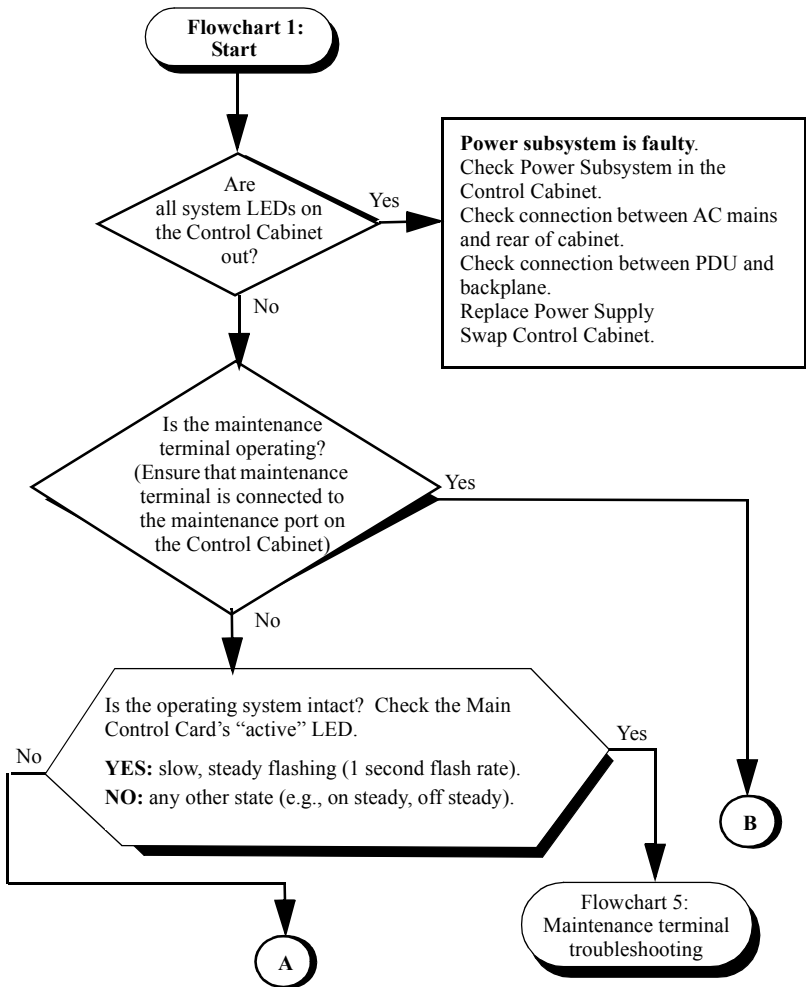 Flowchart 1:
Start
Are
all system LEDs on
the Control Cabinet
out?
Yes
Power subsystem is faulty.
Check Power Subsystem in the
Control Cabinet.
Check connection between AC mains
and rear of cabinet.
Check connection between PDU and
backplane.
Replace Power Supply
Swap Control Cabinet.
No
Is the maintenance
terminal operating?
(Ensure that maintenance
terminal is connected to
the maintenance port on
the Control Cabinet)
Yes
No
Is the operating system intact? Check the Main
Control Card’s “active” LED.
YES: slow, steady flashing (1 second flash rate).
NO: any other state (e.g., on steady, off steady).
No
Yes
B
Flowchart 5:
Maintenance terminal
troubleshooting
A